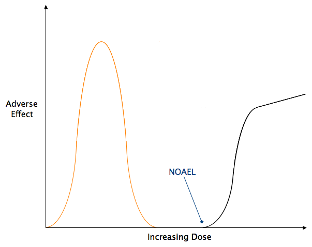 Adverse
Effect
NOAEL
Increasing Dose